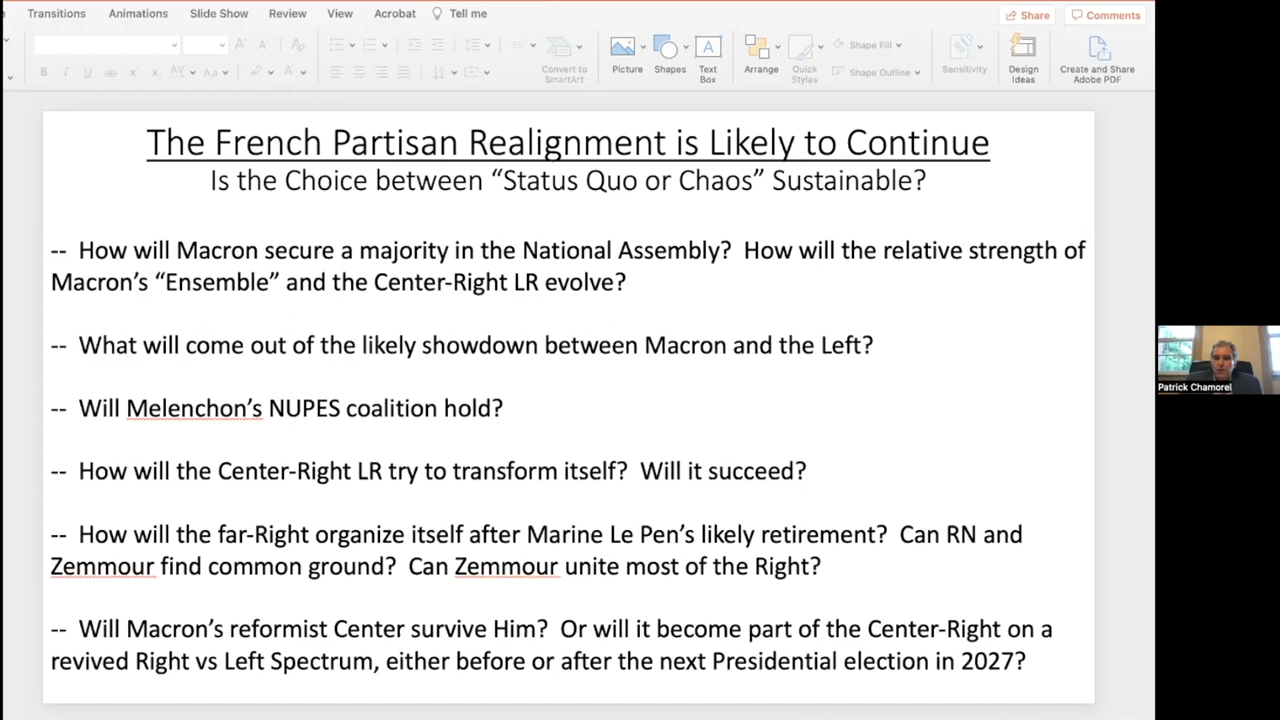 Transitions Animations Slide Show Review View Acrobat Tell me
Share Comments
Convert to
SmartArt
Picture
Shapes
Text
Box
Arrange
Quick
Styles
Shape Fill
Shape Outline
Sensitivity
Design
Ideas
Create and Share
Adobe PDF
The French Partisan Realignment is Likely to Continue
Is the Choice between “Status Quo or Chaos” Sustainable?
-- How will Macron secure a majority in the National Assembly? How will the relative strength of
Macron’s “Ensemble” and the Center-Right LR evolve?
-- What will come out of the likely showdown between Macron and the Left?
-- Will Melenchon’s NUPES coalition hold?
-- How will the Center-Right LR try to transform itself? Will it succeed?
-- How will the far-Right organize itself after Marine Le Pen’s likely retirement? Can RN and
Zemmour find common ground? Can Zemmour unite most of the Right?
-- Will Macron’s reformist Center survive Him? Or will it become part of the Center-Right on a
revived Right vs Left Spectrum, either before or after the next Presidential election in 2027?
Patrick Chamorel